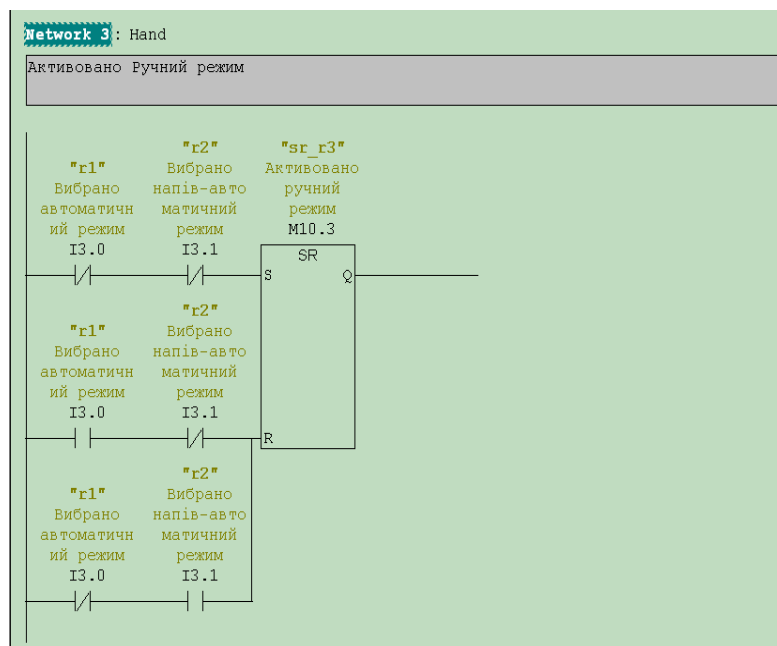 Network 3: Hand
Активовано Ручний режим
"r1"
Вибрано
автоматичн
ий режим
I3.0
"r2"
Вибрано
напів-авто
матичний
режим
I3.1
"sr_r3"
Активовано
ручний
режим
M10.3
SR
S
Q
"r1"
Вибрано
автоматичн
ий режим
I3.0
"r2"
Вибрано
напів-авто
матичний
режим
I3.1
R
"r1"
Вибрано
автоматичн
ий режим
I3.0
"r2"
Вибрано
напів-авто
матичний
режим
I3.1